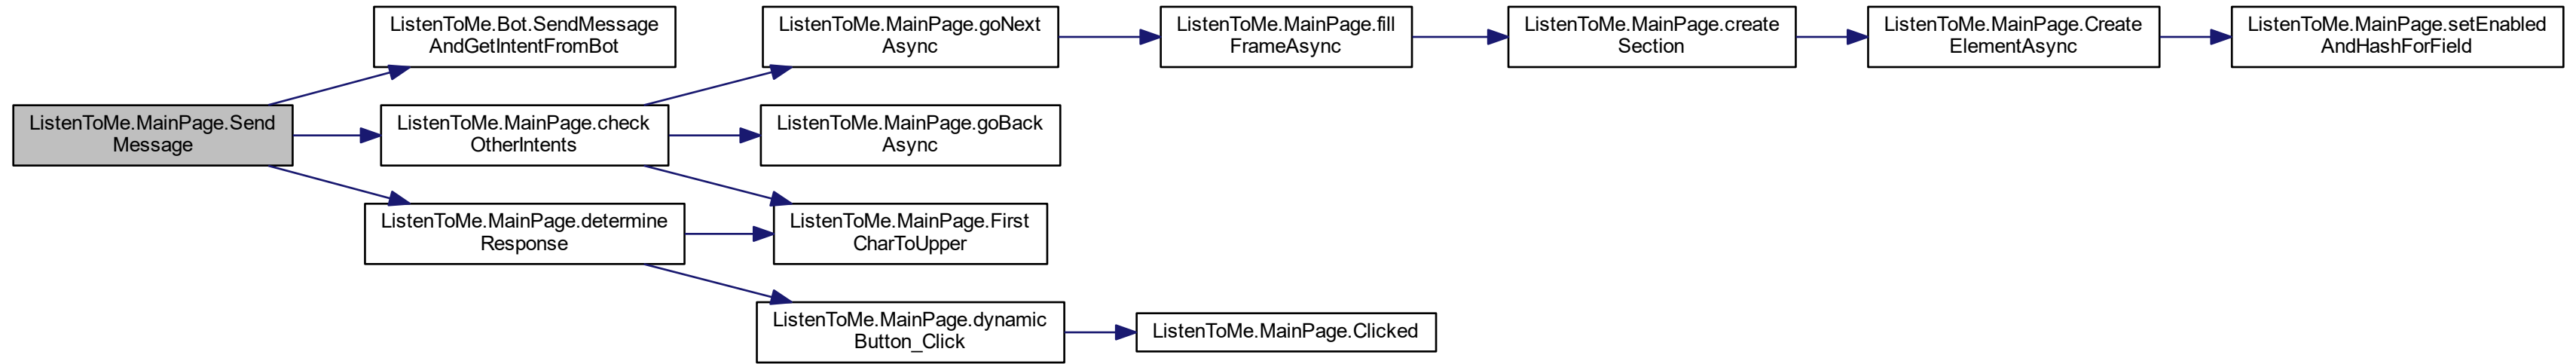 ListenToMe.MainPage.Send
Message
ListenToMe.Bot.SendMessage
AndGetIntentFromBot
ListenToMe.MainPage.check
OtherIntents
ListenToMe.MainPage.determine
Response
ListenToMe.MainPage.goNext
Async
ListenToMe.MainPage.goBack
Async
ListenToMe.MainPage.First
CharToUpper
ListenToMe.MainPage.dynamic
Button_Click
ListenToMe.MainPage.fill
FrameAsync
ListenToMe.MainPage.Clicked
ListenToMe.MainPage.create
Section
ListenToMe.MainPage.Create
ElementAsync
ListenToMe.MainPage.setEnabled
AndHashForField